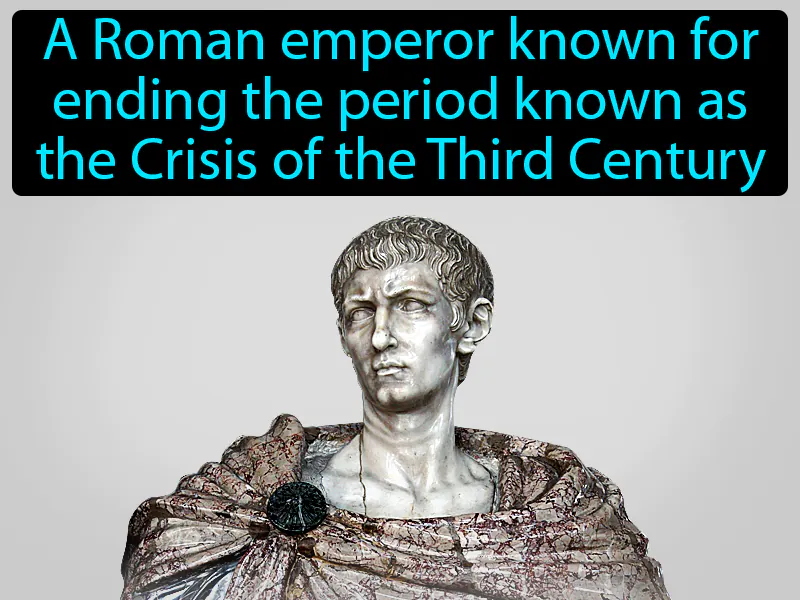 A Roman emperor known for
ending the period known as
the Crisis of the Third Century